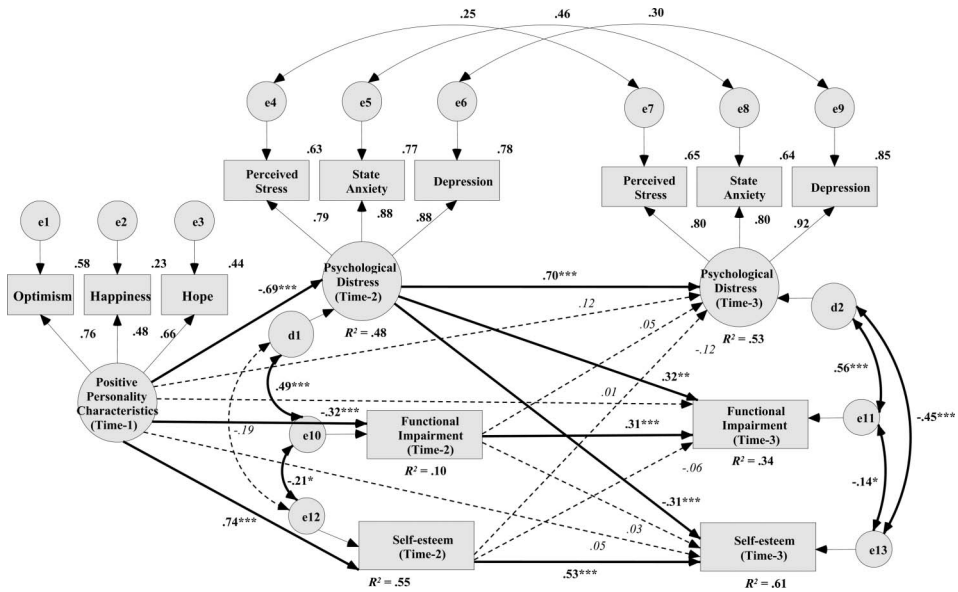 .25
.46
.30
e4
e5
e6
e7
e8
e9
.63
.77
.78
.65
.64
.85
Perceived
Stress
State
Anxiety
Depression
Perceived
Stress
State
Anxiety
Depression
e1
e2
e3
.79
.88
.88
.80
.80
.92
.58
.23
.44
Optimism
Happiness
Hope
Psychological
Distress
(Time-2)
R² = .48
Psychological
Distress
(Time-3)
R² = .53
-.69***
.70***
.12
.05
-.12
d1
d2
.76
.48
.66
Positive
Personality
Characteristics
(Time-1)
.49***
.32**
.56***
.01
-.32***
-.19
e10
Functional
Impairment
(Time-2)
R² = .10
.31***
Functional
Impairment
(Time-3)
R² = .34
e11
-.45***
-.21*
-.06
-.14*
e12
-.31***
.74***
.03
.05
Self-esteem
(Time-2)
R² = .55
.53***
Self-esteem
(Time-3)
R² = .61
e13